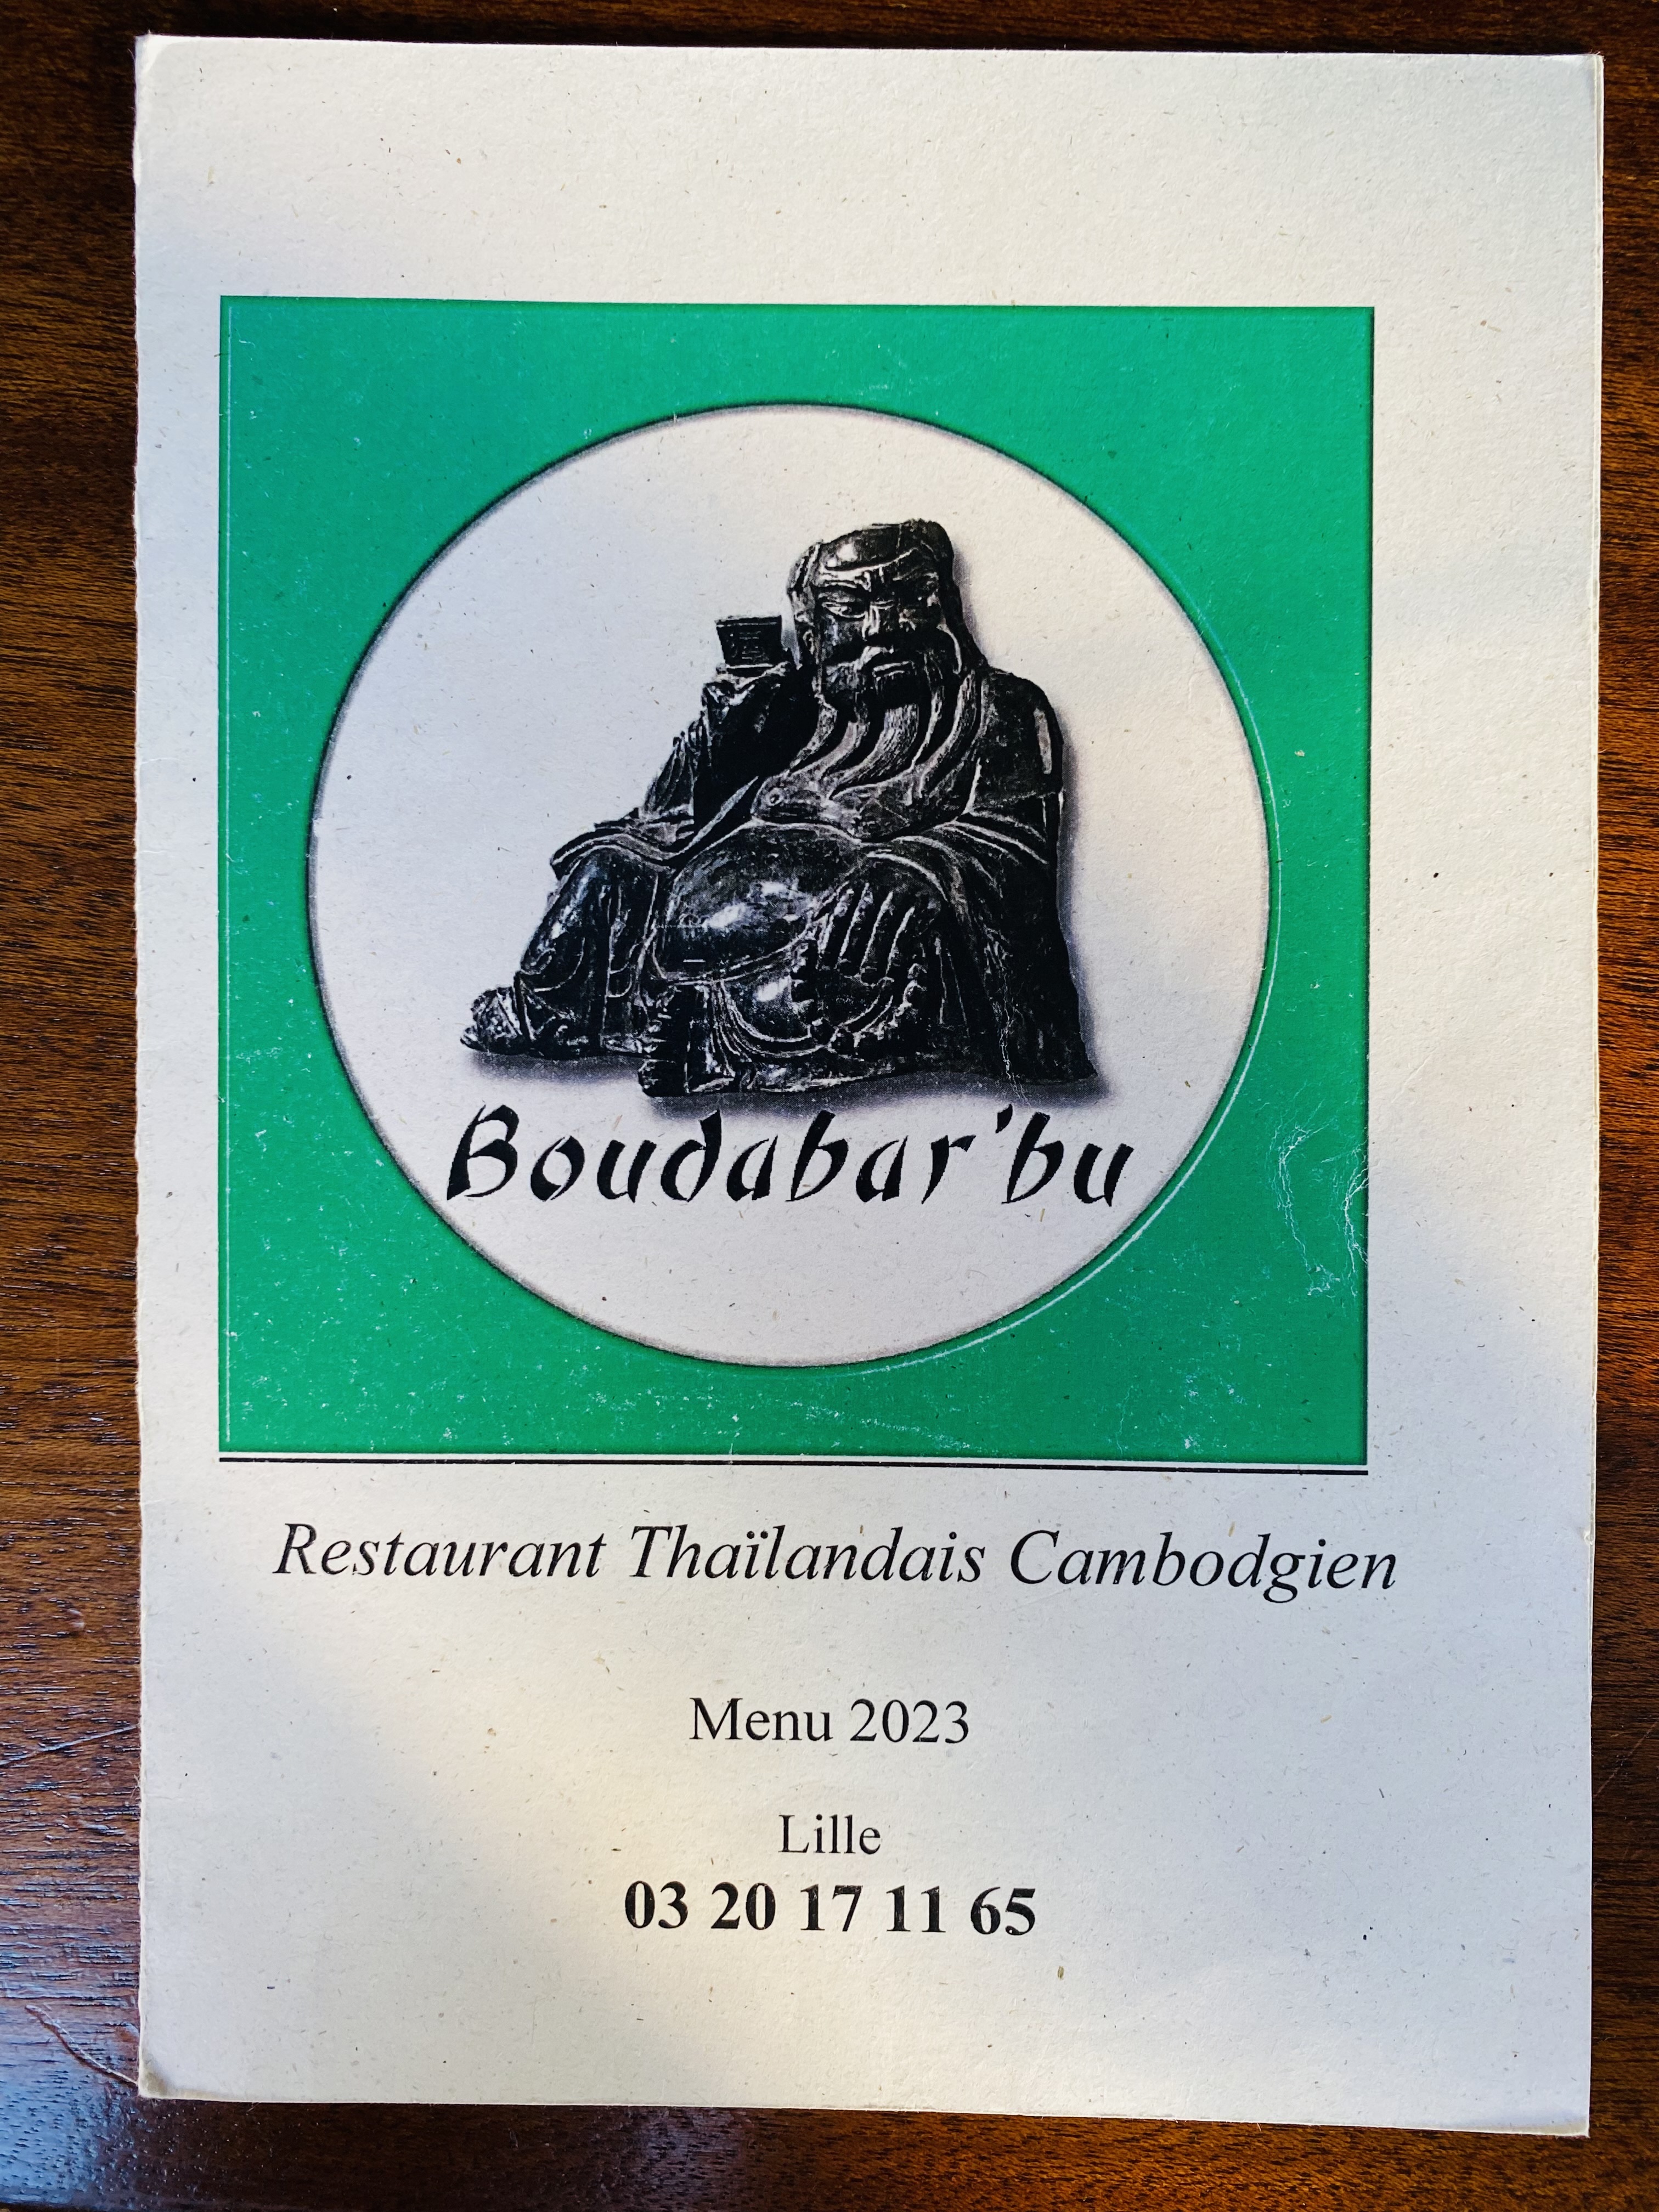 Boudabar'bu
Restaurant Thaïlandais Cambodgien
Menu 2023
Lille
03 20 17 11 65